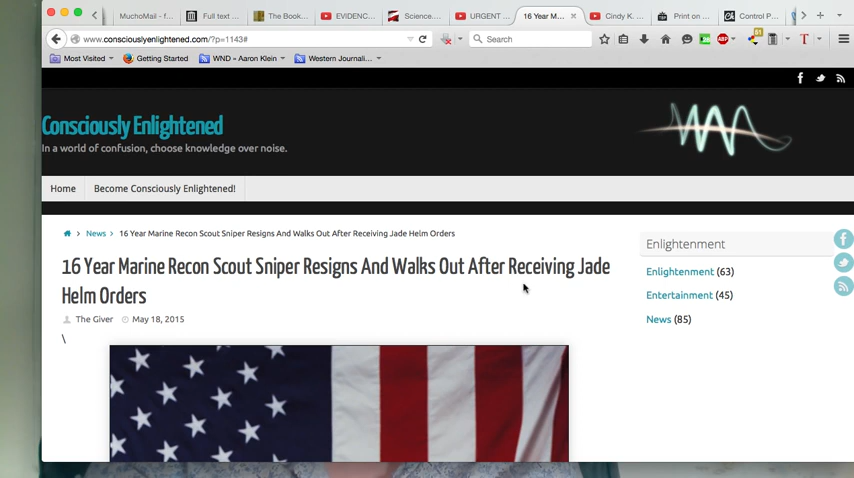 MuchoMail - f...
Full text ...
The Book...
EVIDENC...
Science....
URGENT ...
16 Year M...
Cindy K. ...
Print on ...
Control P...
www.consciouslyenlightened.com/?p=1143#
Search
ABP
51
Most Visited
Getting Started
WND » Aaron Klein
Western Journali...
Consciously Enlightened
In a world of confusion, choose knowledge over noise.
Home
Become Consciously Enlightened!
News
16 Year Marine Recon Scout Sniper Resigns And Walks Out After Receiving Jade Helm Orders
16 Year Marine Recon Scout Sniper Resigns And Walks Out After Receiving Jade
Helm Orders
The Giver
May 18, 2015
\
Enlightenment
Enlightenment (63)
Entertainment (45)
News (85)